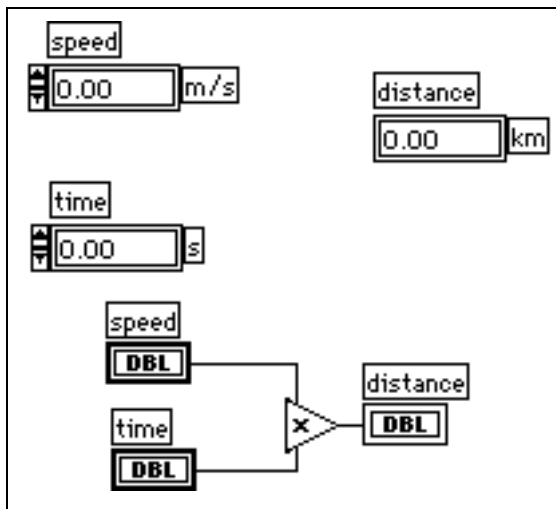 speed
0.00 m/s
distance
0.00 km
time
0.00 s
speed
DBL
distance
x DBL
time
DBL